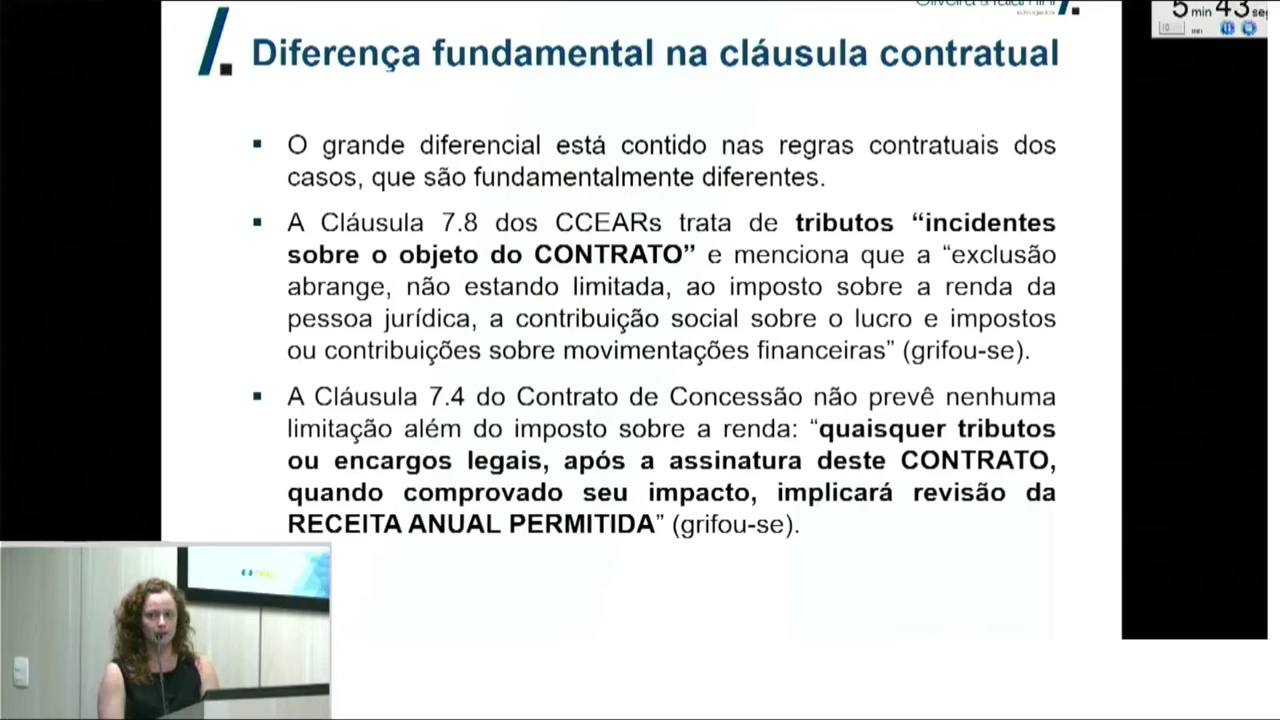 5 min 43 seg
Diferença fundamental na cláusula contratual
▪ O grande diferencial está contido nas regras contratuais dos
casos, que são fundamentalmente diferentes.
▪ A Cláusula 7.8 dos CCEARs trata de tributos “incidentes
sobre o objeto do CONTRATO” e menciona que a “exclusão
abrange, não estando limitada, ao imposto sobre a renda da
pessoa jurídica, a contribuição social sobre o lucro e impostos
ou contribuições sobre movimentações financeiras” (grifou-se).
▪ A Cláusula 7.4 do Contrato de Concessão não prevê nenhuma
limitação além do imposto sobre a renda: “quaisquer tributos
ou encargos legais, após a assinatura deste CONTRATO,
quando comprovado seu impacto, implicará revisão da
RECEITA ANUAL PERMITIDA” (grifou-se).